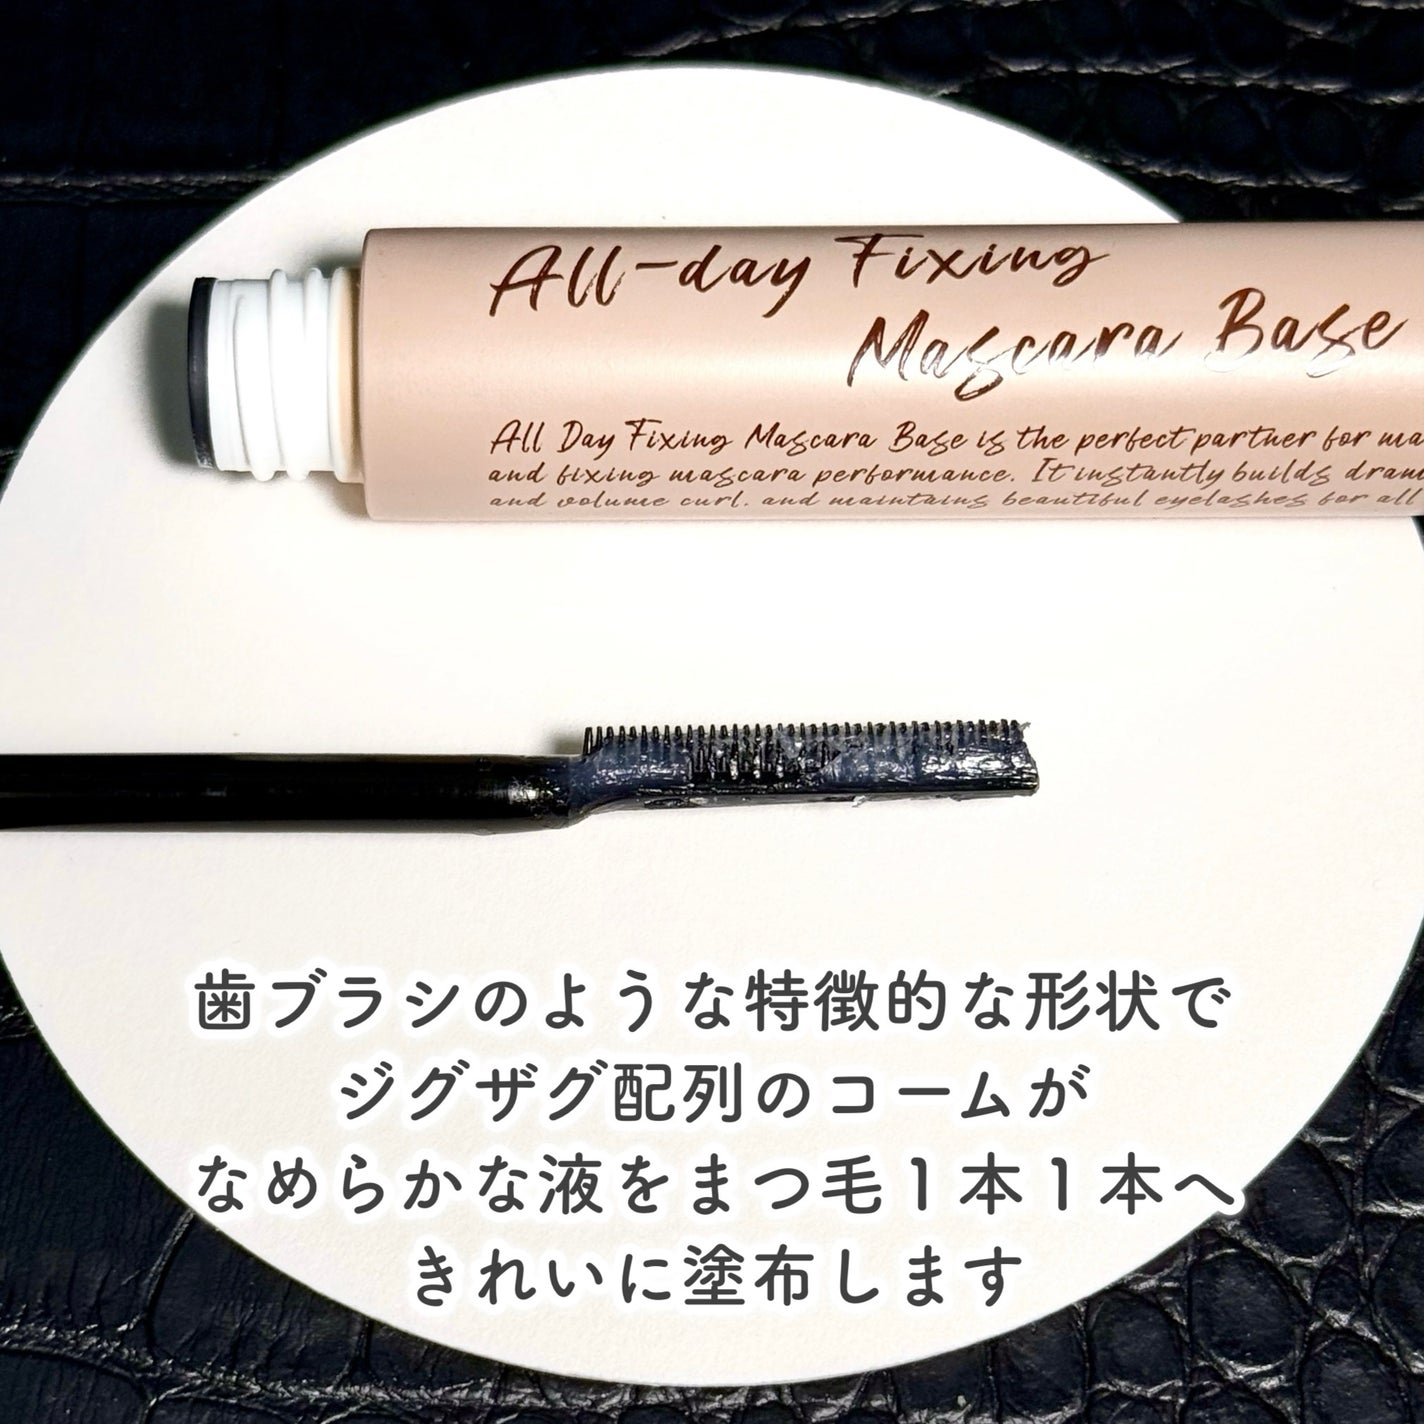 All-day Fixing
Mascara Base
All Day Fixing Mascara Base is the perfect partner for
and fixing mascara performance. It instantly builds
and volume curl. and maintains beautiful eyelashes for all
歯ブラシのような特徴的な形状で
ジグザグ配列のコームが
なめらかな液をまつ毛1本1本へ
きれいに塗布します